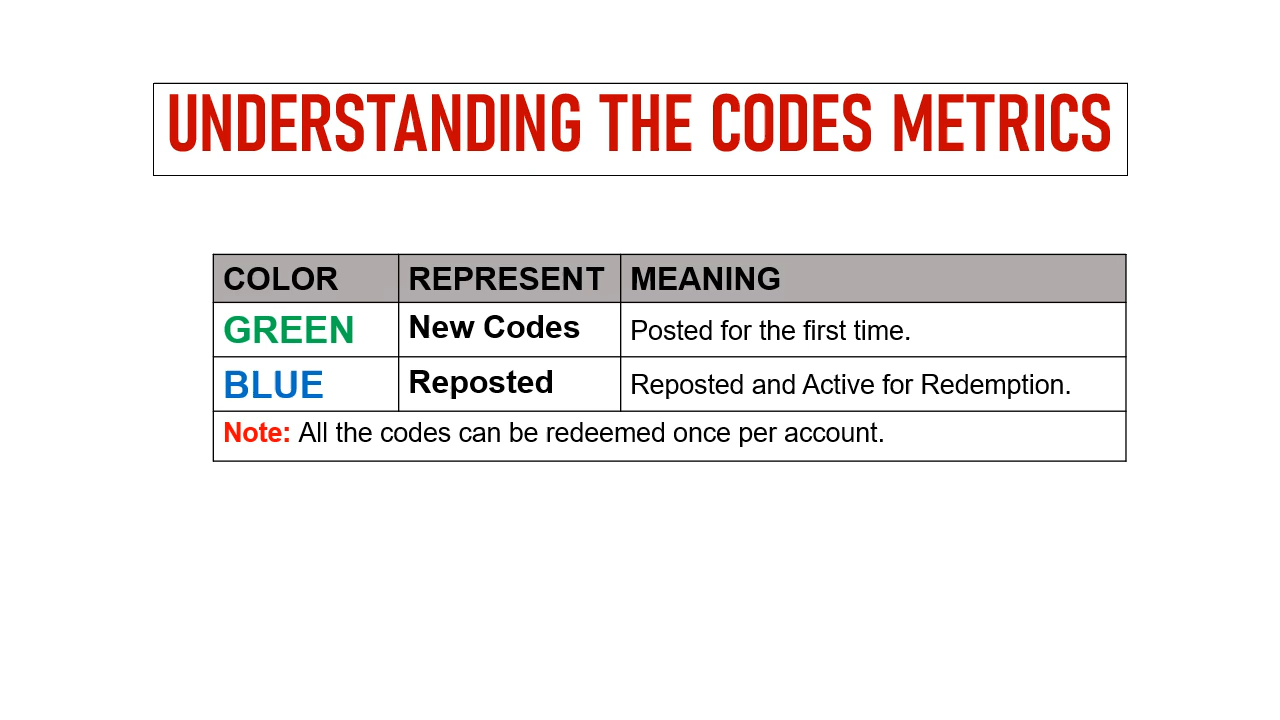 UNDERSTANDING THE CODES METRICS
COLOR REPRESENT MEANING
GREEN New Codes Posted for the first time.
BLUE Reposted Reposted and Active for Redemption.
Note: All the codes can be redeemed once per account.